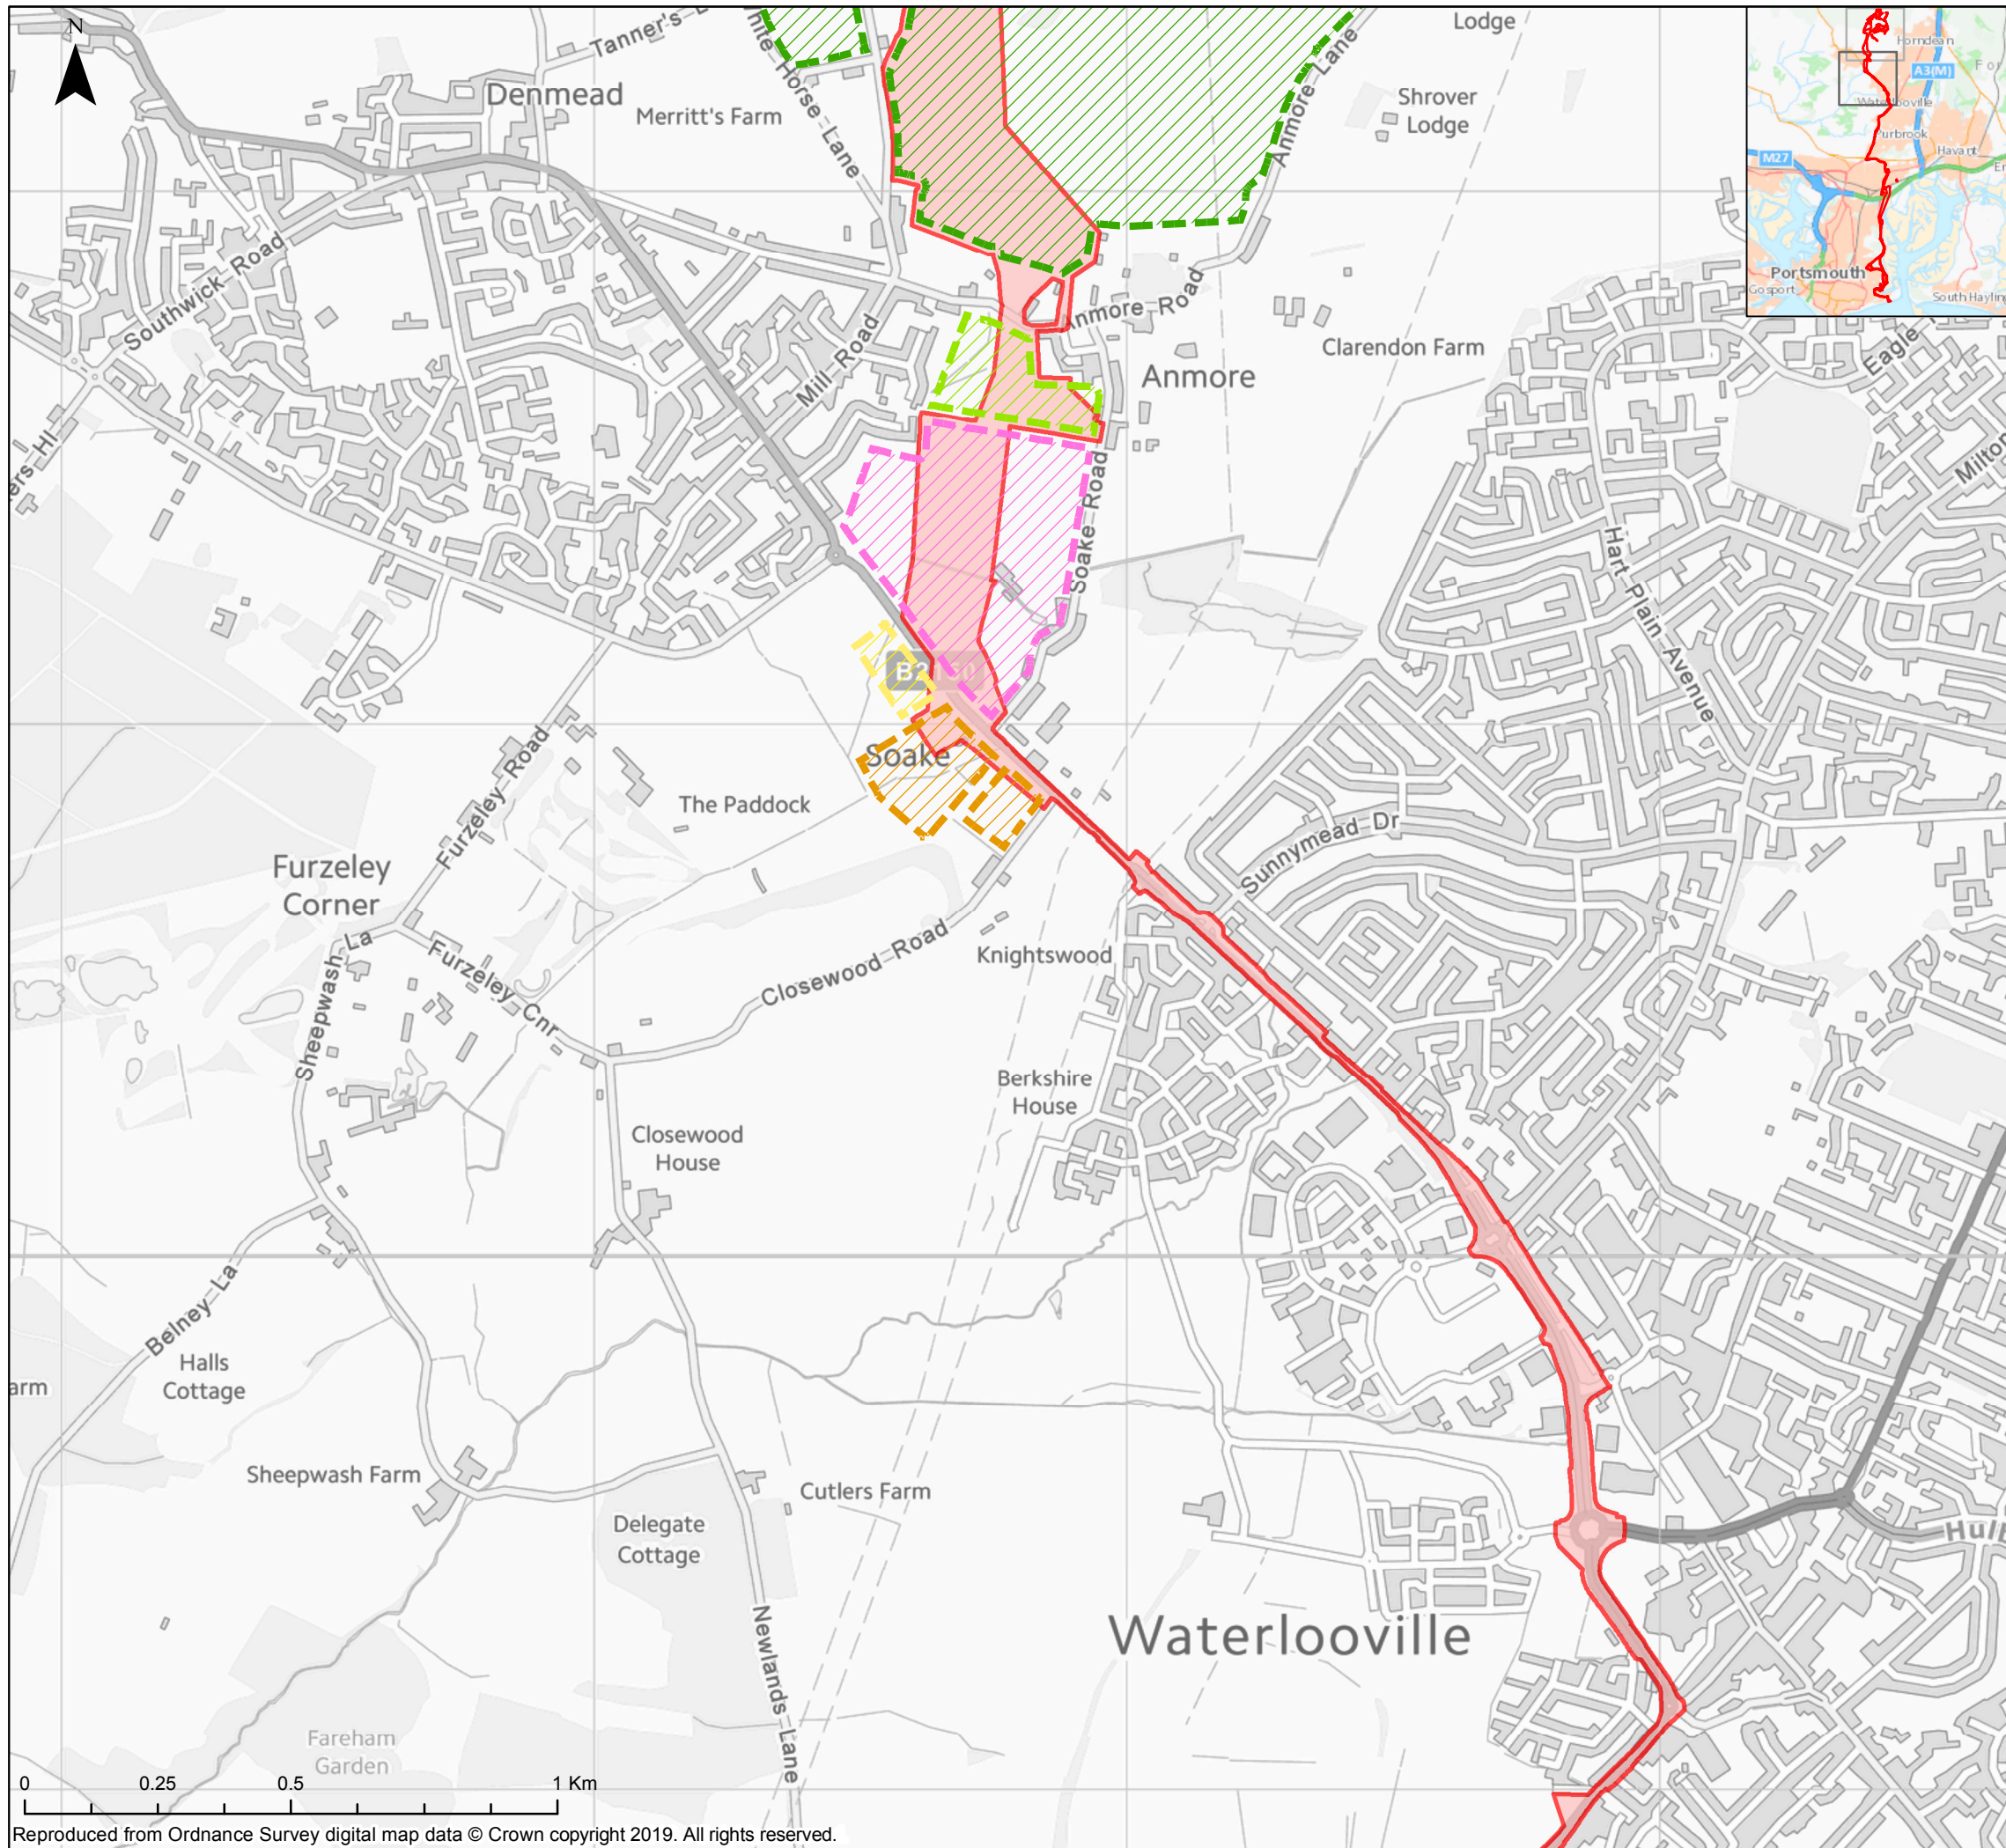 N
Tanner's
White Horse Lane
Denmead
Merritt's Farm
Lodge
Anmore Lane
Shrover
Lodge
Horndean
A3(M)
Waterlooville
Purbrook
Havant
M27
Portsmouth
Gosport
Southwick Road
Mill Road
Anmore Road
Anmore
Clarendon Farm
Eagle
Milton
Hart Plain Avenue
Soake Road
Soake
The Paddock
Furzeley Road
Furzeley
Corner
Sheepwash La
Furzeley Cnr
Closewood Road
Knightswood
Sunnymead Dr
Berkshire
House
Closewood
House
Belney La
Halls
Cottage
arm
Sheepwash Farm
Cutlers Farm
Delegate
Cottage
Newlands Lane
Waterlooville
Fareham
Garden
0 0.25 0.5 1 Km
Reproduced from Ordnance Survey digital map data © Crown copyright 2019. All rights reserved.